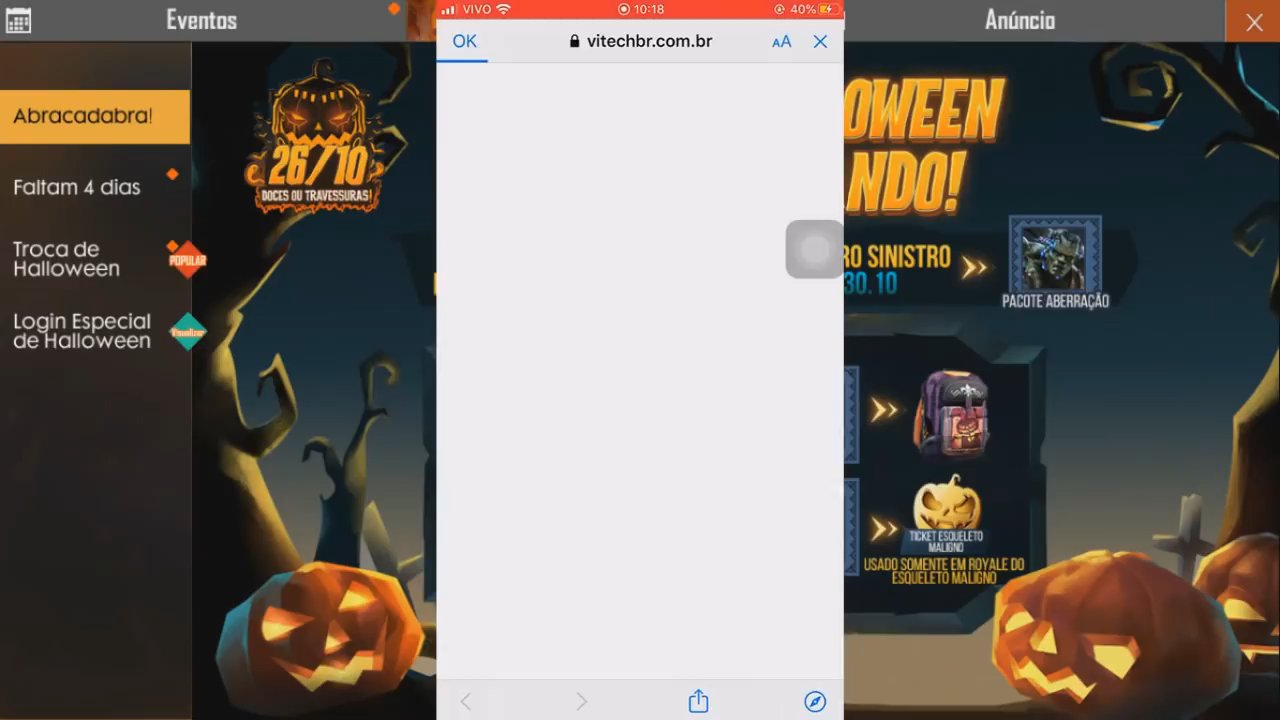 Eventos
Abracadabra!
Faltam 4 dias
Troca de
Halloween
POPULAR
Login Especial
de Halloween
Visualizar
26/10
DOCES OU TRAVESSURAS!
VIVO
10:18
40%
OK
vitechbr.com.br
AA
Anúncio
OWEEN
NDO!
RO SINISTRO
30.10
PACOTE ABERRAÇÃO
TICKET ESQUELETO
MALIGNO
USADO SOMENTE EM ROYALE DO
ESQUELETO MALIGNO